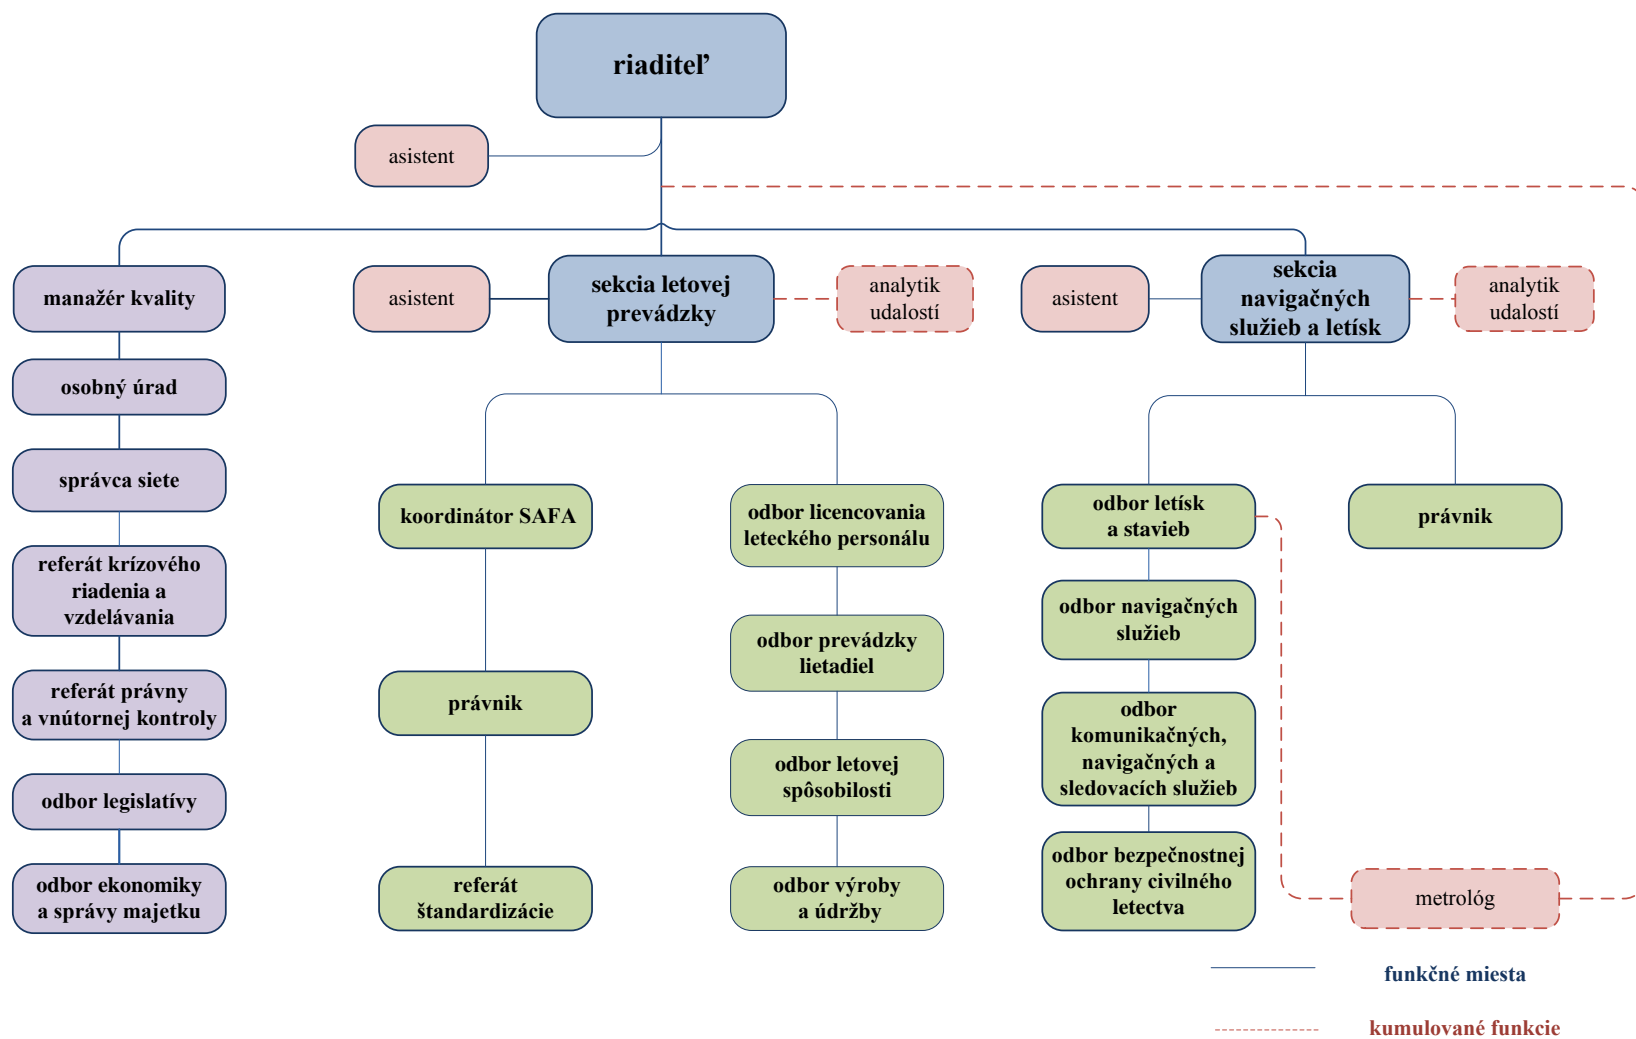 riaditeľ
asistent
manažér kvality
osobný úrad
správca siete
referát krízového
riadenia a
vzdelávania
referát právny
a vnútornej kontroly
odbor legislatívy
odbor ekonomiky
a správy majetku
asistent
sekcia letovej
prevádzky
analytik
udalostí
koordinátor SAFA
právnik
referát
štandardizácie
odbor licencovania
leteckého personálu
odbor prevádzky
lietadiel
odbor letovej
spôsobilosti
odbor výroby
a údržby
asistent
sekcia
navigačných
služieb a letísk
analytik
udalostí
odbor letísk
a stavieb
odbor navigačných
služieb
odbor
komunikačných,
navigačných a
sledovacích služieb
odbor bezpečnostnej
ochrany civilného
letectva
právnik
metrológ
funkčné miesta
kumulované funkcie